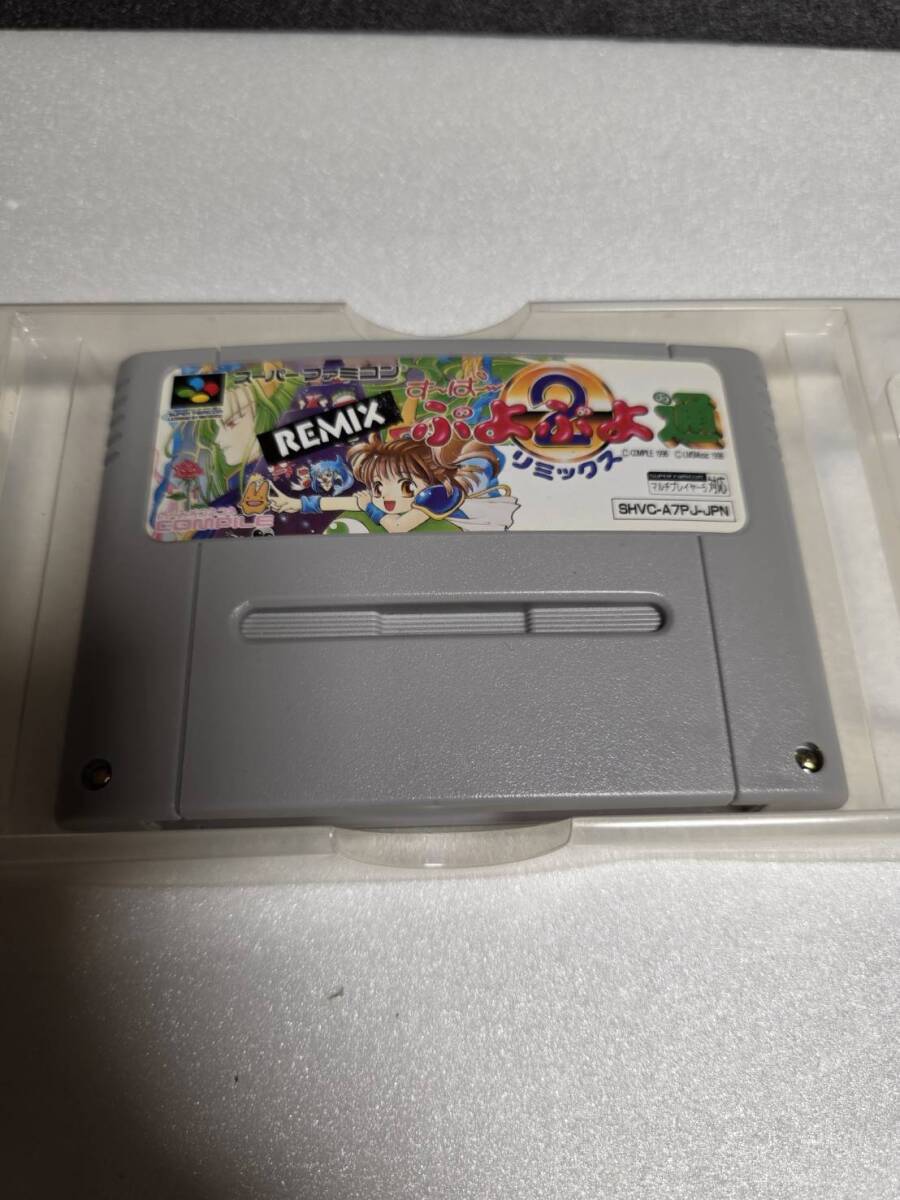 スーパーファミコン
REMIX
す〜ぱ〜
ぷよぷよ通
2
リミックス
© COMPILE 1996
マルチプレイヤー5対応
SHVC-A7PJ-JPN
COMPILE